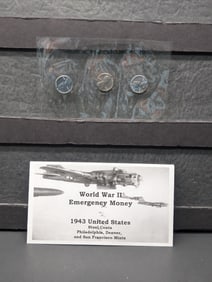 World War II
Emergency Money
1943 United States
Steel Cents
Philadelphia, Denver,
and San Francisco Mints